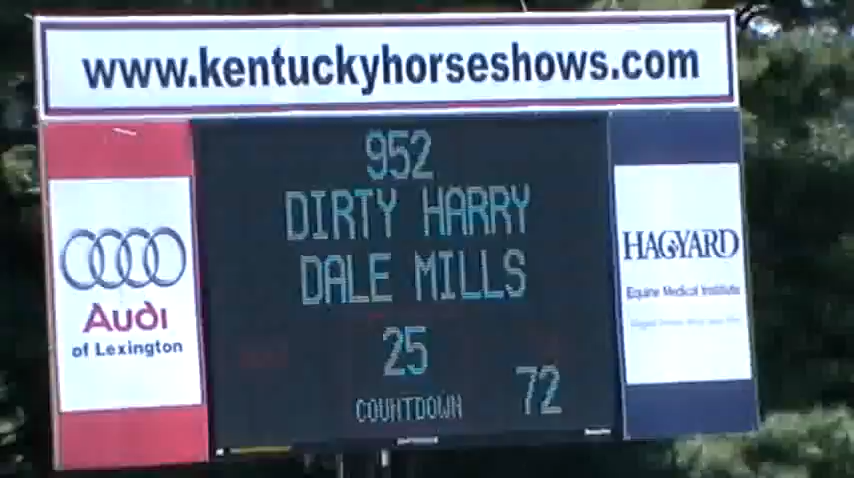 www.kentuckyhorseshows.com
952
DIRTY HARRY
DALE MILLS
25
72
COUNTDOWN
Audi
of Lexington
HAGYARD
Equine Medical Institute